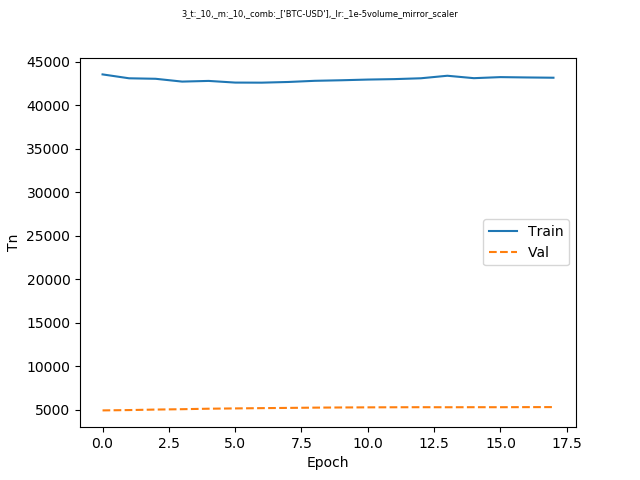 3_t:_10,_m:_10,_comb:_['BTC-USD'],_lr:_1e-5volume_mirror_scaler
45000
40000
35000
30000
25000
20000
15000
10000
5000
Tn
Train
Val
0.0 2.5 5.0 7.5 10.0 12.5 15.0 17.5
Epoch